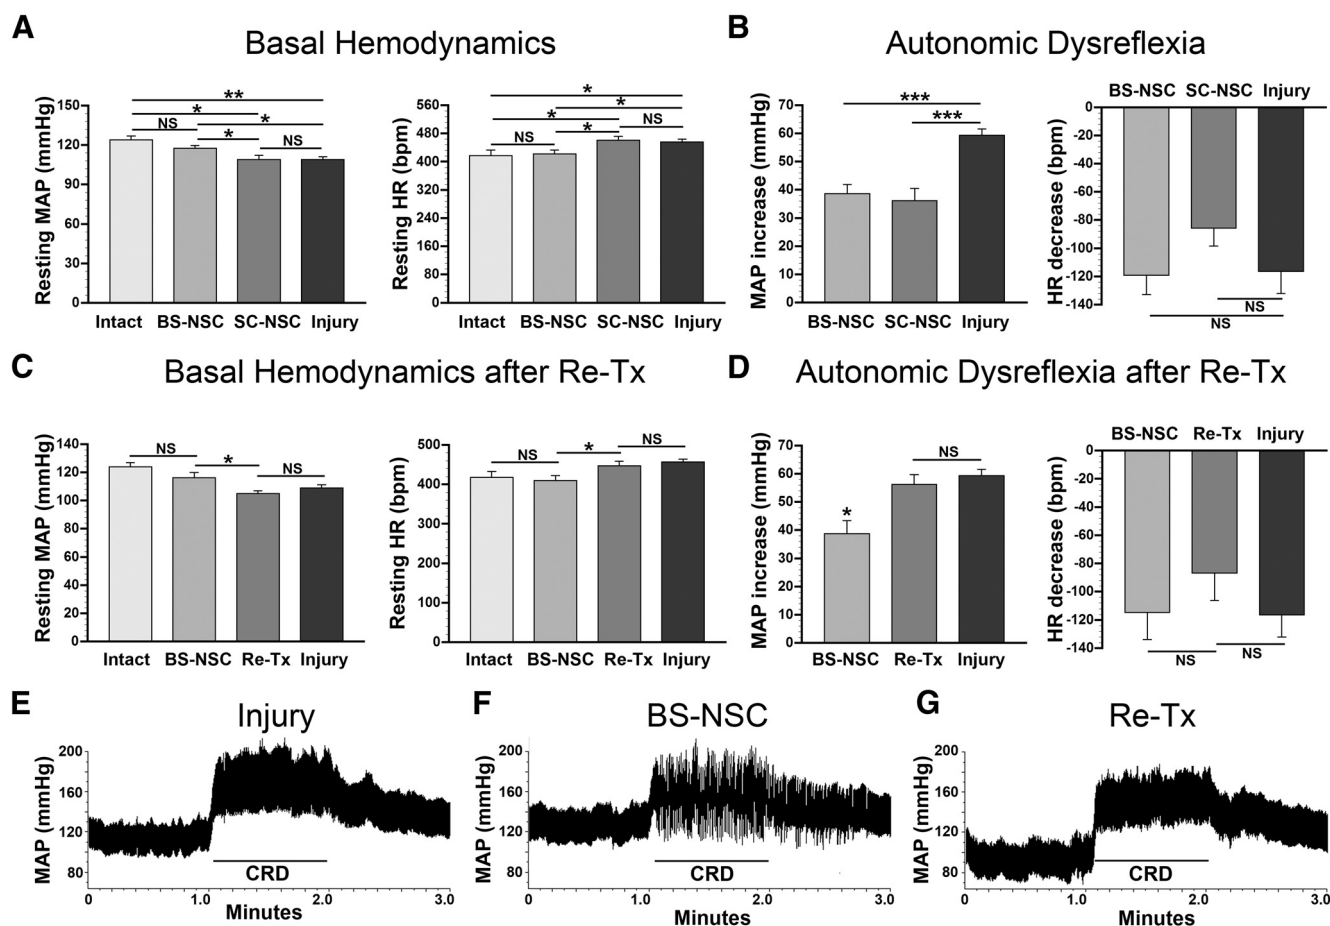 A
Basal Hemodynamics
Resting MAP (mmHg)
150
120
90
60
30
0
**
*
NS
*
*
NS
Intact BS-NSC SC-NSC Injury
Resting HR (bpm)
560
480
400
320
240
160
80
0
*
*
*
NS
NS
*
Intact BS-NSC SC-NSC Injury
B
Autonomic Dysreflexia
MAP increase (mmHg)
70
60
50
40
30
20
10
0
***
***
BS-NSC SC-NSC Injury
BS-NSC SC-NSC Injury
HR decrease (bpm)
0
-20
-40
-60
-80
-100
-120
-140
NS
NS
C
Basal Hemodynamics after Re-Tx
Resting MAP (mmHg)
140
120
100
80
60
40
20
0
NS
*
NS
Intact BS-NSC Re-Tx Injury
Resting HR (bpm)
500
400
300
200
100
0
NS
*
NS
Intact BS-NSC Re-Tx Injury
D
Autonomic Dysreflexia after Re-Tx
MAP increase (mmHg)
70
60
50
40
30
20
10
0
*
NS
BS-NSC Re-Tx Injury
BS-NSC Re-Tx Injury
HR decrease (bpm)
0
-20
-40
-60
-80
-100
-120
-140
NS
NS
E
Injury
MAP (mmHg)
200
160
120
80
CRD
0 1.0 2.0 3.0
Minutes
F
BS-NSC
MAP (mmHg)
200
160
120
80
CRD
0 1.0 2.0 3.0
Minutes
G
Re-Tx
MAP (mmHg)
200
160
120
80
CRD
0 1.0 2.0 3.0
Minutes